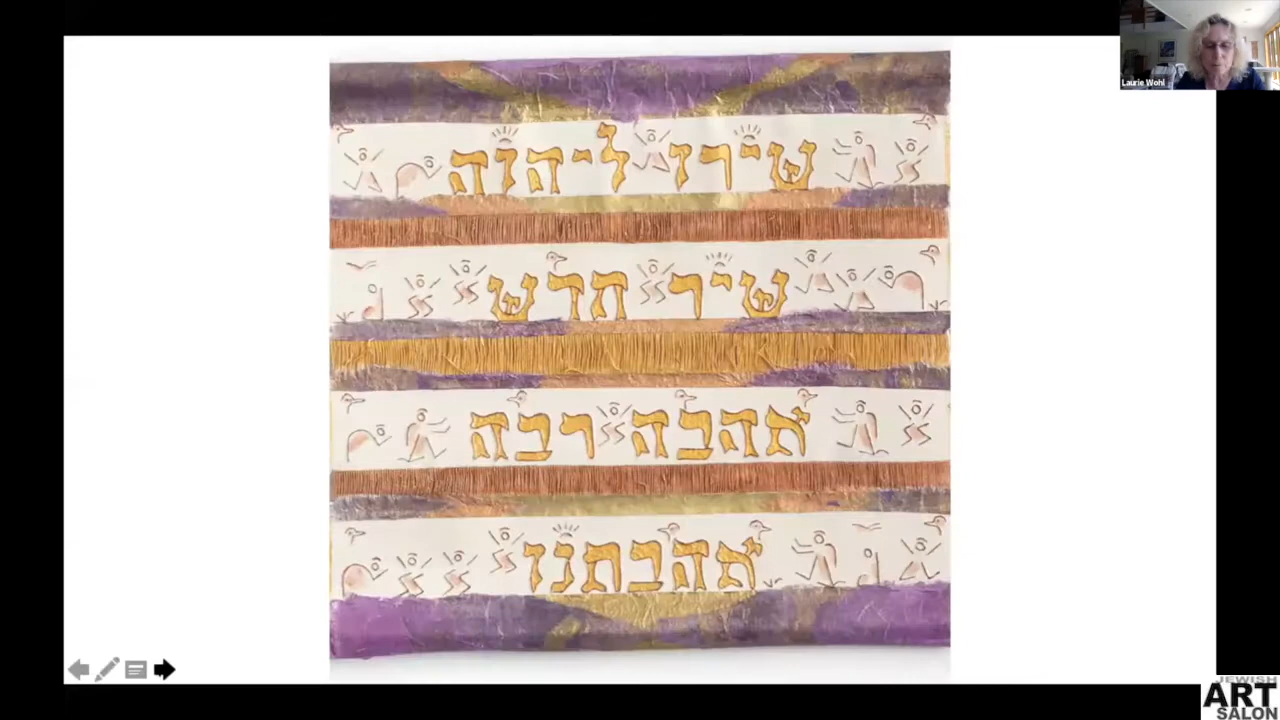 Laurie Wohl
שירו ליהוה
שיר חדש
אהבה רבה
אהבתנו
JEWISH
ART
SALON